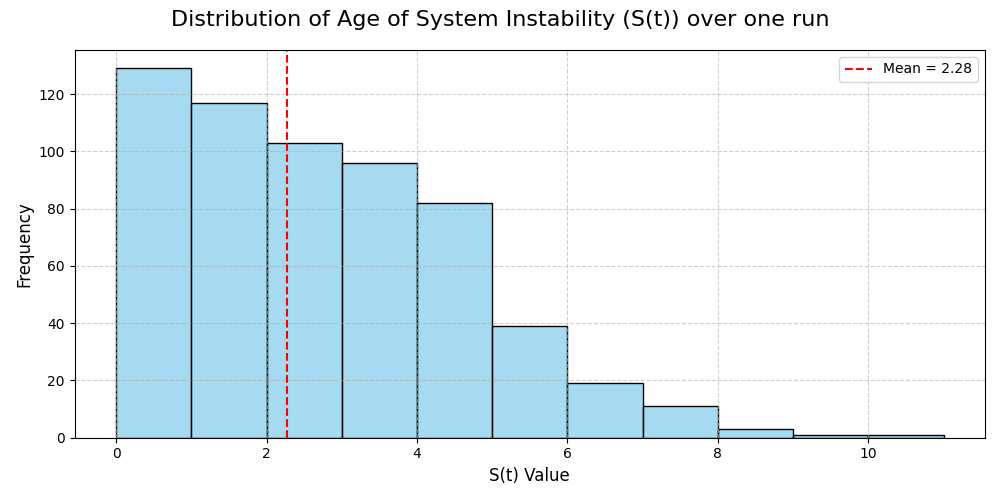 Distribution of Age of System Instability (S(t)) over one run
Mean = 2.28
Frequency
120
100
80
60
40
20
0
0 2 4 6 8 10
S(t) Value